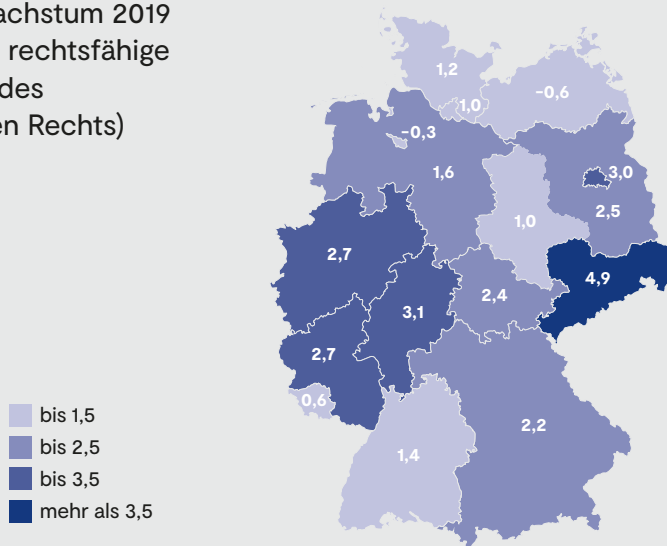 achstum 2019
rechtsfähige
des
en Rechts)
1,2
1,0
-0,6
-0,3
1,6
3,0
2,5
1,0
2,7
4,9
2,4
3,1
2,7
0,6
2,2
1,4
bis 1,5
bis 2,5
bis 3,5
mehr als 3,5